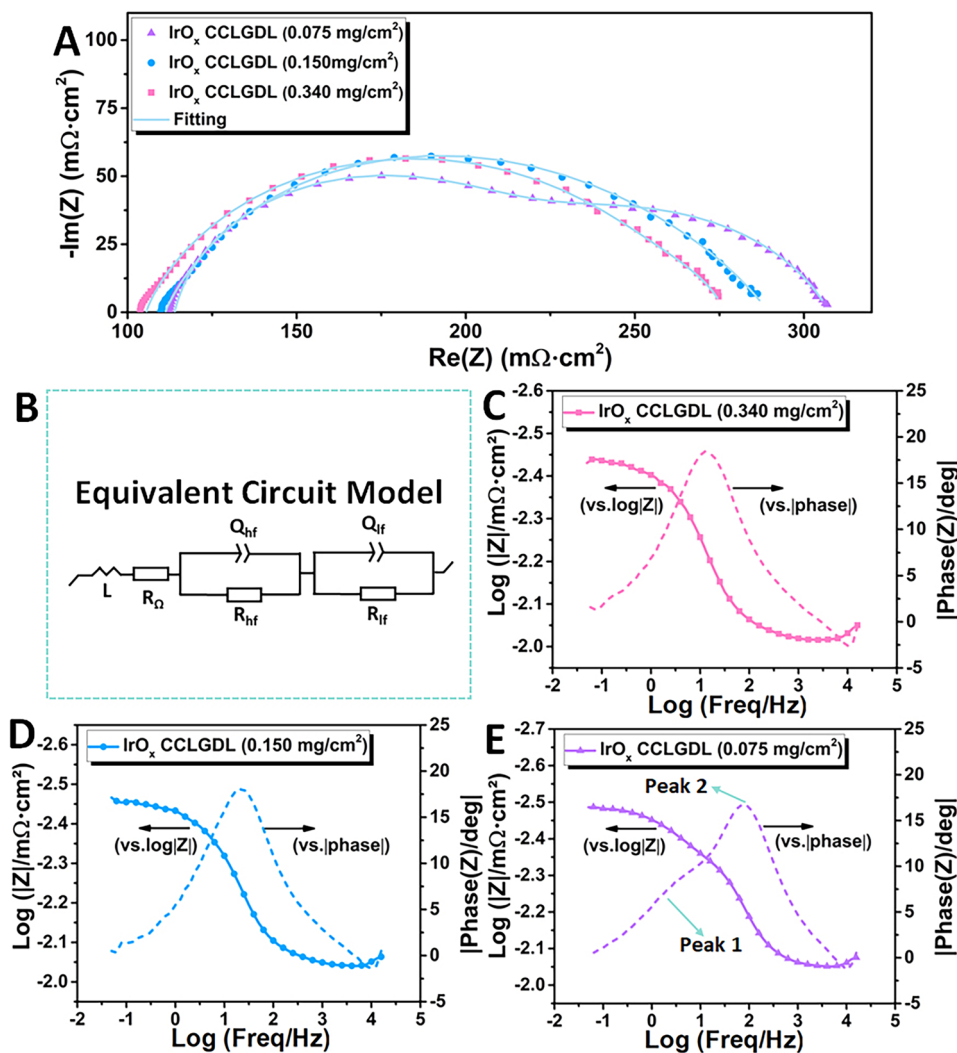 A
100
75
50
25
0
-Im(Z) (mΩ·cm²)
IrOₓ CCLGDL (0.075 mg/cm²)
IrOₓ CCLGDL (0.150mg/cm²)
IrOₓ CCLGDL (0.340 mg/cm²)
Fitting
100 150 200 250 300
Re(Z) (mΩ·cm²)
B
Equivalent Circuit Model
L
R_Ω
Q_hf
R_hf
Q_lf
R_lf
C
IrOₓ CCLGDL (0.340 mg/cm²)
-2.6
-2.5
-2.4
-2.3
-2.2
-2.1
-2.0
Log (|Z|/mΩ·cm²)
(vs.log|Z|)
(vs.|phase|)
25
20
15
10
5
0
-5
|Phase(Z)/deg|
-2 -1 0 1 2 3 4 5
Log (Freq/Hz)
D
IrOₓ CCLGDL (0.150 mg/cm²)
-2.6
-2.5
-2.4
-2.3
-2.2
-2.1
-2.0
Log (|Z|/mΩ·cm²)
(vs.log|Z|)
(vs.|phase|)
25
20
15
10
5
0
-5
|Phase(Z)/deg|
-2 -1 0 1 2 3 4 5
Log (Freq/Hz)
E
IrOₓ CCLGDL (0.075 mg/cm²)
-2.7
-2.6
-2.5
-2.4
-2.3
-2.2
-2.1
-2.0
Log (|Z|/mΩ·cm²)
Peak 2
(vs.log|Z|)
(vs.|phase|)
Peak 1
25
20
15
10
5
0
-5
|Phase(Z)/deg|
-2 -1 0 1 2 3 4 5
Log (Freq/Hz)